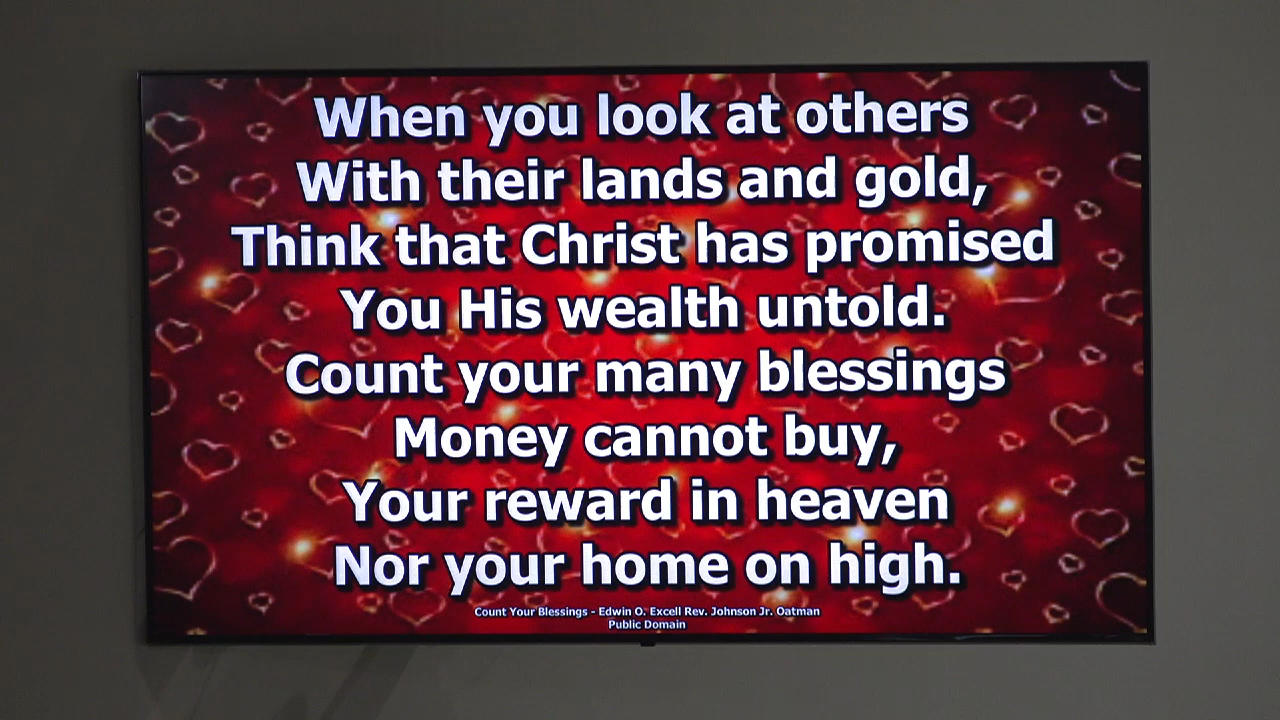 When you look at others
With their lands and gold,
Think that Christ has promised
You His wealth untold.
Count your many blessings
Money cannot buy,
Your reward in heaven
Nor your home on high.
Count Your Blessings - Edwin O. Excell Rev. Johnson Jr. Oatman
Public Domain